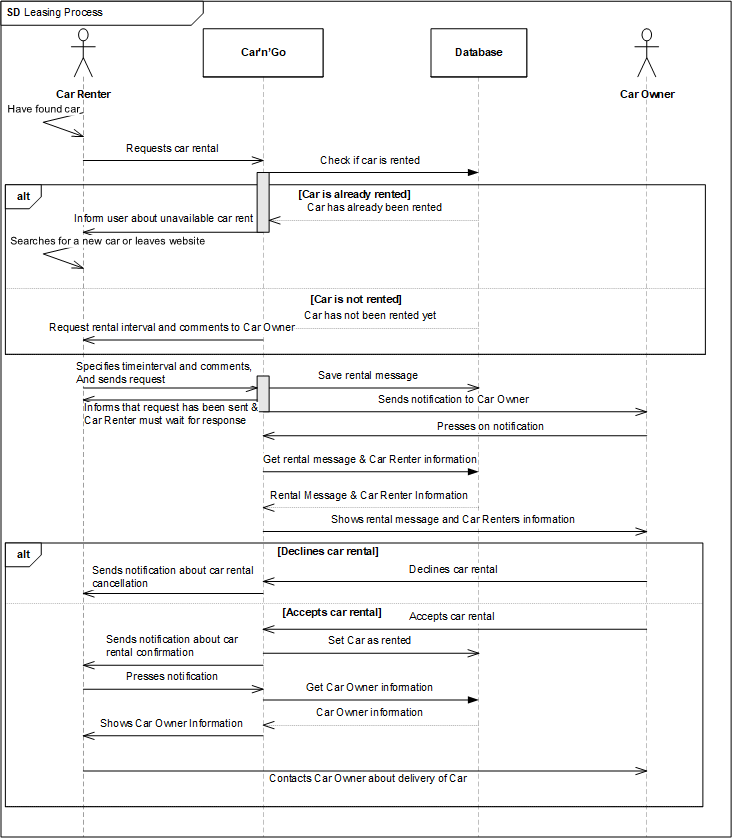 SD Leasing Process
Car'n'Go
Database
Car Renter
Car Owner
Have found car
Requests car rental
Check if car is rented
alt
[Car is already rented]
Car has already been rented
Inform user about unavailable car rent
Searches for a new car or leaves website
[Car is not rented]
Car has not been rented yet
Request rental interval and comments to Car Owner
Specifies timeinterval and comments,
And sends request
Save rental message
Informs that request has been sent &
Car Renter must wait for response
Sends notification to Car Owner
Presses on notification
Get rental message & Car Renter information
Rental Message & Car Renter Information
Shows rental message and Car Renters information
alt
[Declines car rental]
Declines car rental
Sends notification about car rental
cancellation
[Accepts car rental]
Accepts car rental
Set Car as rented
Sends notification about car
rental confirmation
Presses notification
Get Car Owner information
Car Owner information
Shows Car Owner Information
Contacts Car Owner about delivery of Car